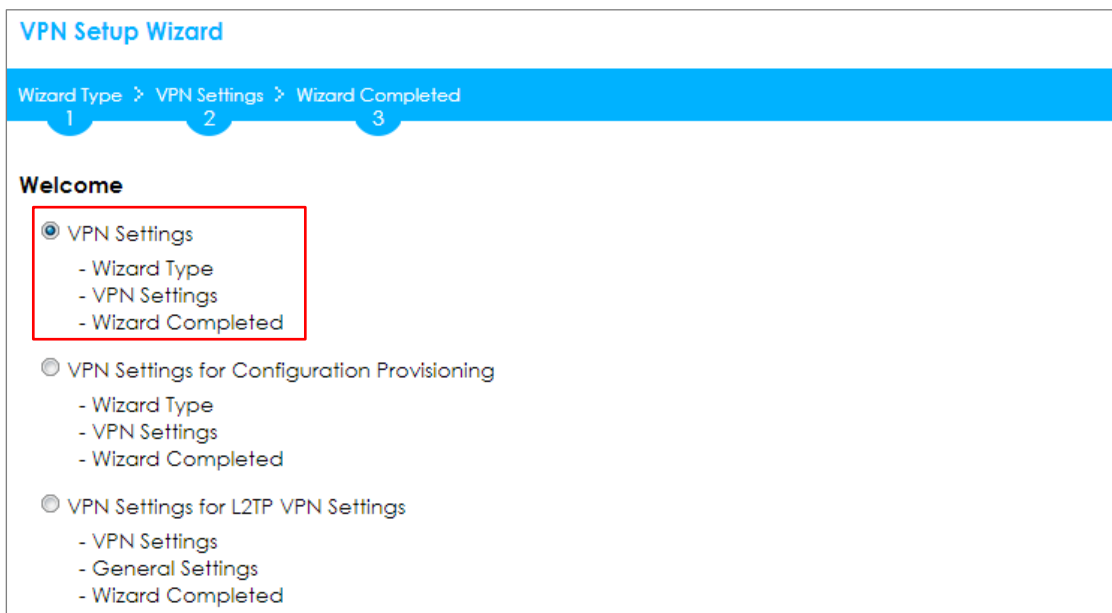 VPN Setup Wizard
Wizard Type > VPN Settings > Wizard Completed
1 2 3
Welcome
VPN Settings
- Wizard Type
- VPN Settings
- Wizard Completed
VPN Settings for Configuration Provisioning
- Wizard Type
- VPN Settings
- Wizard Completed
VPN Settings for L2TP VPN Settings
- VPN Settings
- General Settings
- Wizard Completed